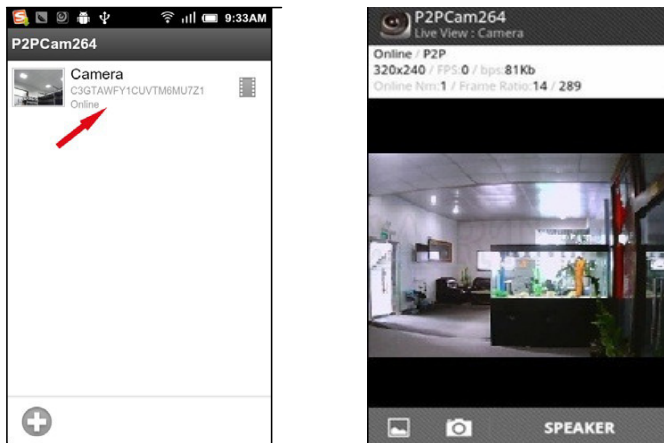 9:33AM
P2PCam264
Camera
C3GTAWFY1CUVTM6MU7Z1
Online
P2PCam264
Live View : Camera
Online / P2P
320x240 / FPS:0 / bps:81Kb
Online Nm:1 / Frame Ratio:14 / 289
SPEAKER